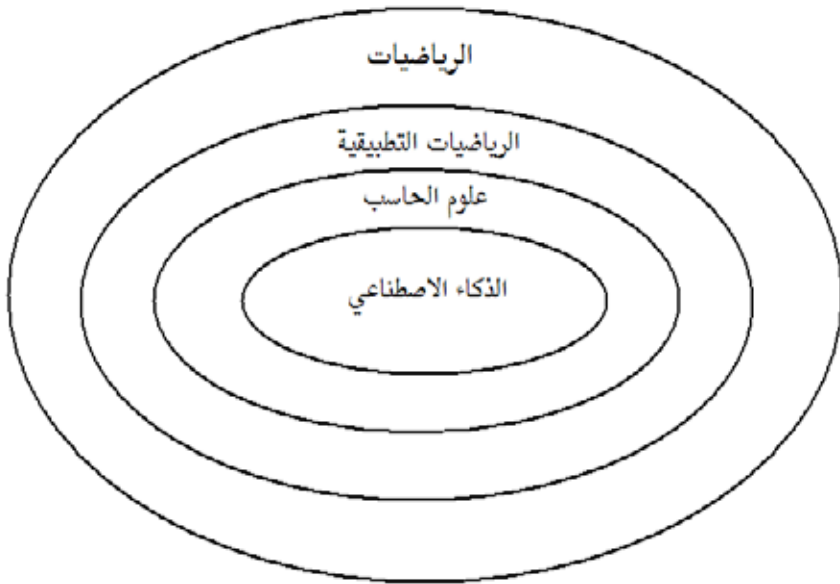 الرياضيات
الرياضيات التطبيقية
علوم الحاسب
الذكاء الاصطناعي